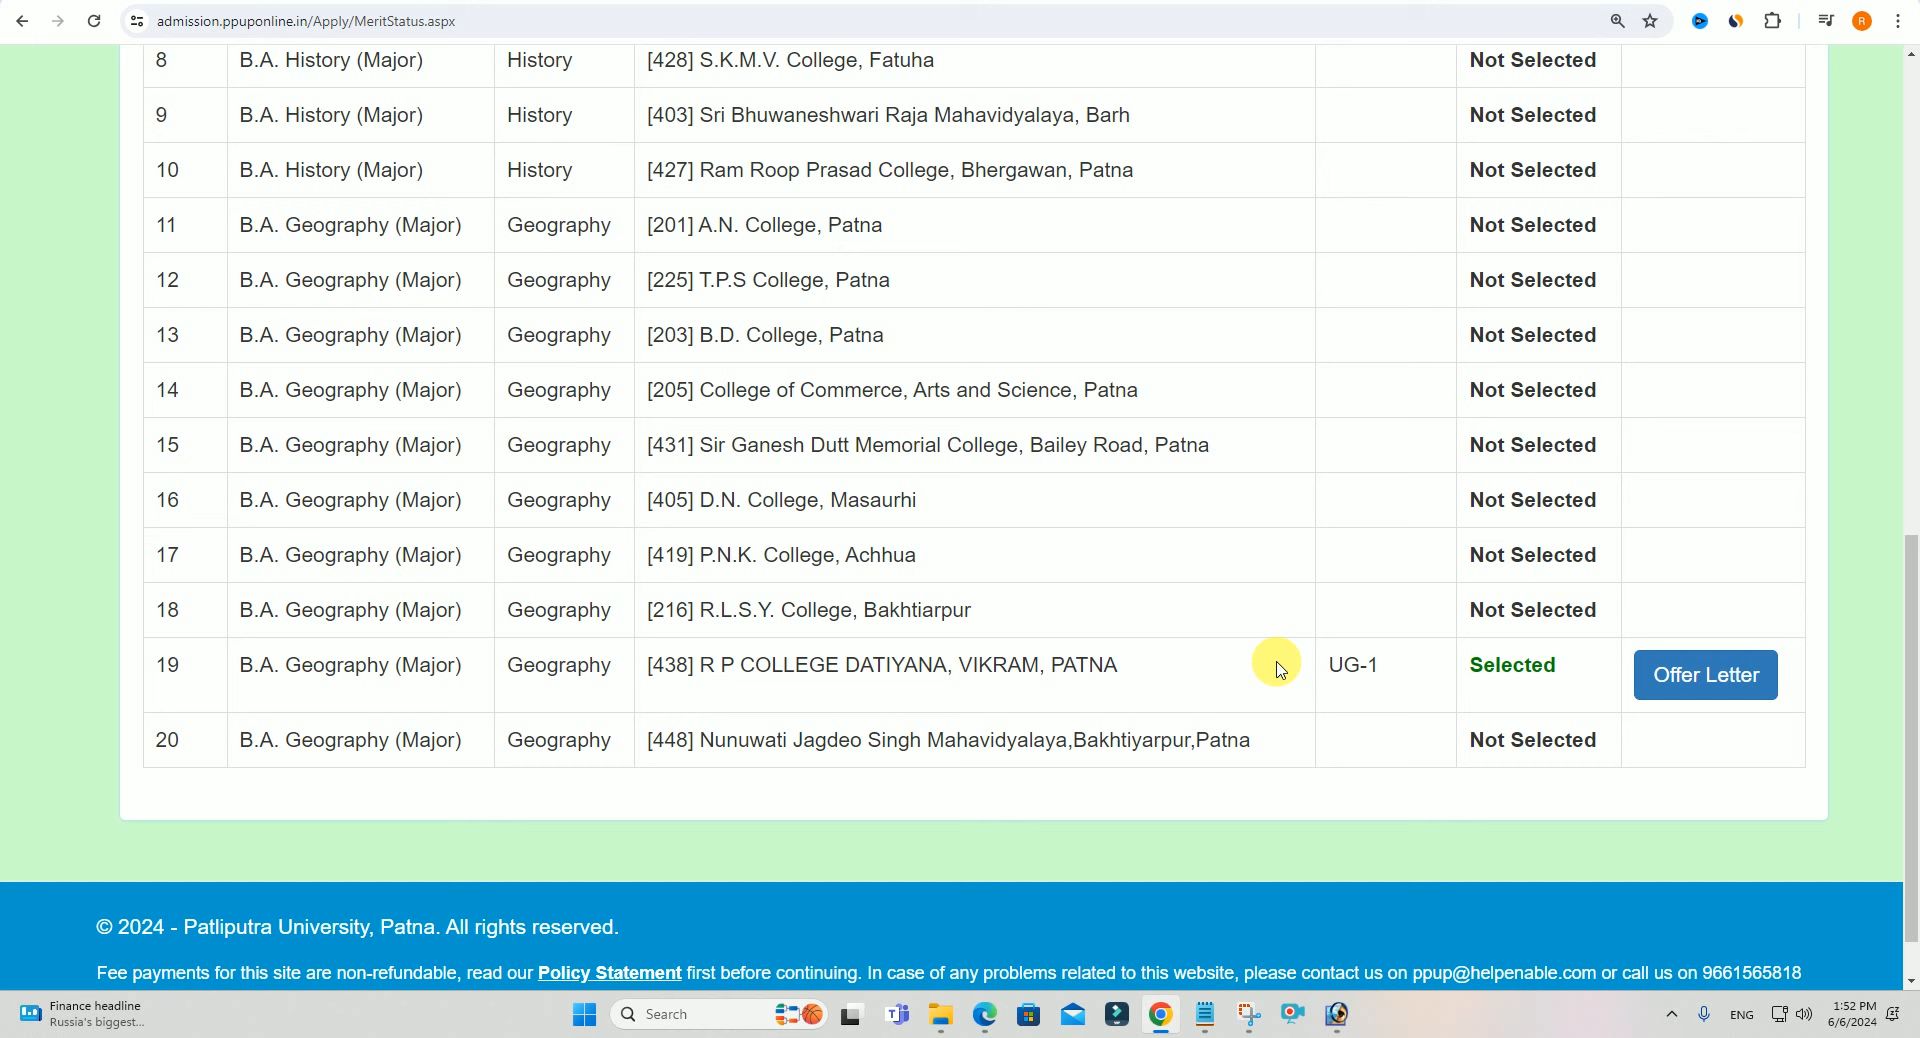 admission.ppuponline.in/Apply/MeritStatus.aspx
R
8 B.A. History (Major) History [428] S.K.M.V. College, Fatuha Not Selected
9 B.A. History (Major) History [403] Sri Bhuwaneshwari Raja Mahavidyalaya, Barh Not Selected
10 B.A. History (Major) History [427] Ram Roop Prasad College, Bhergawan, Patna Not Selected
11 B.A. Geography (Major) Geography [201] A.N. College, Patna Not Selected
12 B.A. Geography (Major) Geography [225] T.P.S College, Patna Not Selected
13 B.A. Geography (Major) Geography [203] B.D. College, Patna Not Selected
14 B.A. Geography (Major) Geography [205] College of Commerce, Arts and Science, Patna Not Selected
15 B.A. Geography (Major) Geography [431] Sir Ganesh Dutt Memorial College, Bailey Road, Patna Not Selected
16 B.A. Geography (Major) Geography [405] D.N. College, Masaurhi Not Selected
17 B.A. Geography (Major) Geography [419] P.N.K. College, Achhua Not Selected
18 B.A. Geography (Major) Geography [216] R.L.S.Y. College, Bakhtiarpur Not Selected
19 B.A. Geography (Major) Geography [438] R P COLLEGE DATIYANA, VIKRAM, PATNA UG-1 Selected Offer Letter
20 B.A. Geography (Major) Geography [448] Nunuwati Jagdeo Singh Mahavidyalaya,Bakhtiyarpur,Patna Not Selected
© 2024 - Patliputra University, Patna. All rights reserved.
Fee payments for this site are non-refundable, read our Policy Statement first before continuing. In case of any problems related to this website, please contact us on ppup@helpenable.com or call us on 9661565818
Finance headline
Russia's biggest...
Search
ENG
1:52 PM
6/6/2024